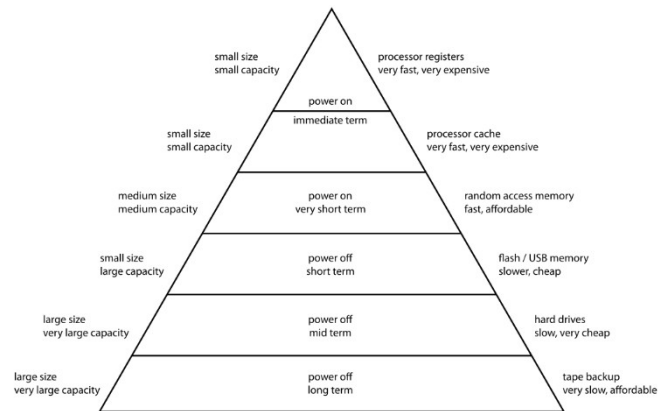 small size
small capacity
processor registers
very fast, very expensive
power on
immediate term
small size
small capacity
processor cache
very fast, very expensive
medium size
medium capacity
power on
very short term
random access memory
fast, affordable
small size
large capacity
power off
short term
flash / USB memory
slower, cheap
large size
very large capacity
power off
mid term
hard drives
slow, very cheap
large size
very large capacity
power off
long term
tape backup
very slow, affordable